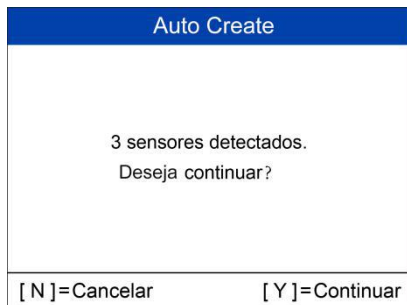 Auto Create
3 sensores detectados.
Deseja continuar?
[ N ]=Cancelar [ Y ]=Continuar